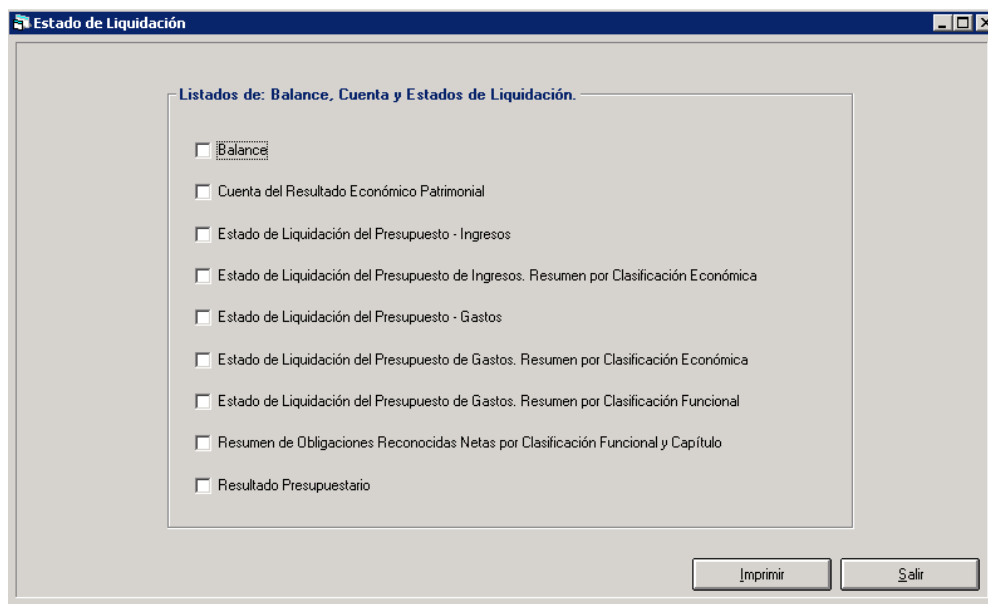 Estado de Liquidación
Listados de: Balance, Cuenta y Estados de Liquidación.
Balance
Cuenta del Resultado Económico Patrimonial
Estado de Liquidación del Presupuesto - Ingresos
Estado de Liquidación del Presupuesto de Ingresos. Resumen por Clasificación Económica
Estado de Liquidación del Presupuesto - Gastos
Estado de Liquidación del Presupuesto de Gastos. Resumen por Clasificación Económica
Estado de Liquidación del Presupuesto de Gastos. Resumen por Clasificación Funcional
Resumen de Obligaciones Reconocidas Netas por Clasificación Funcional y Capítulo
Resultado Presupuestario
Imprimir
Salir